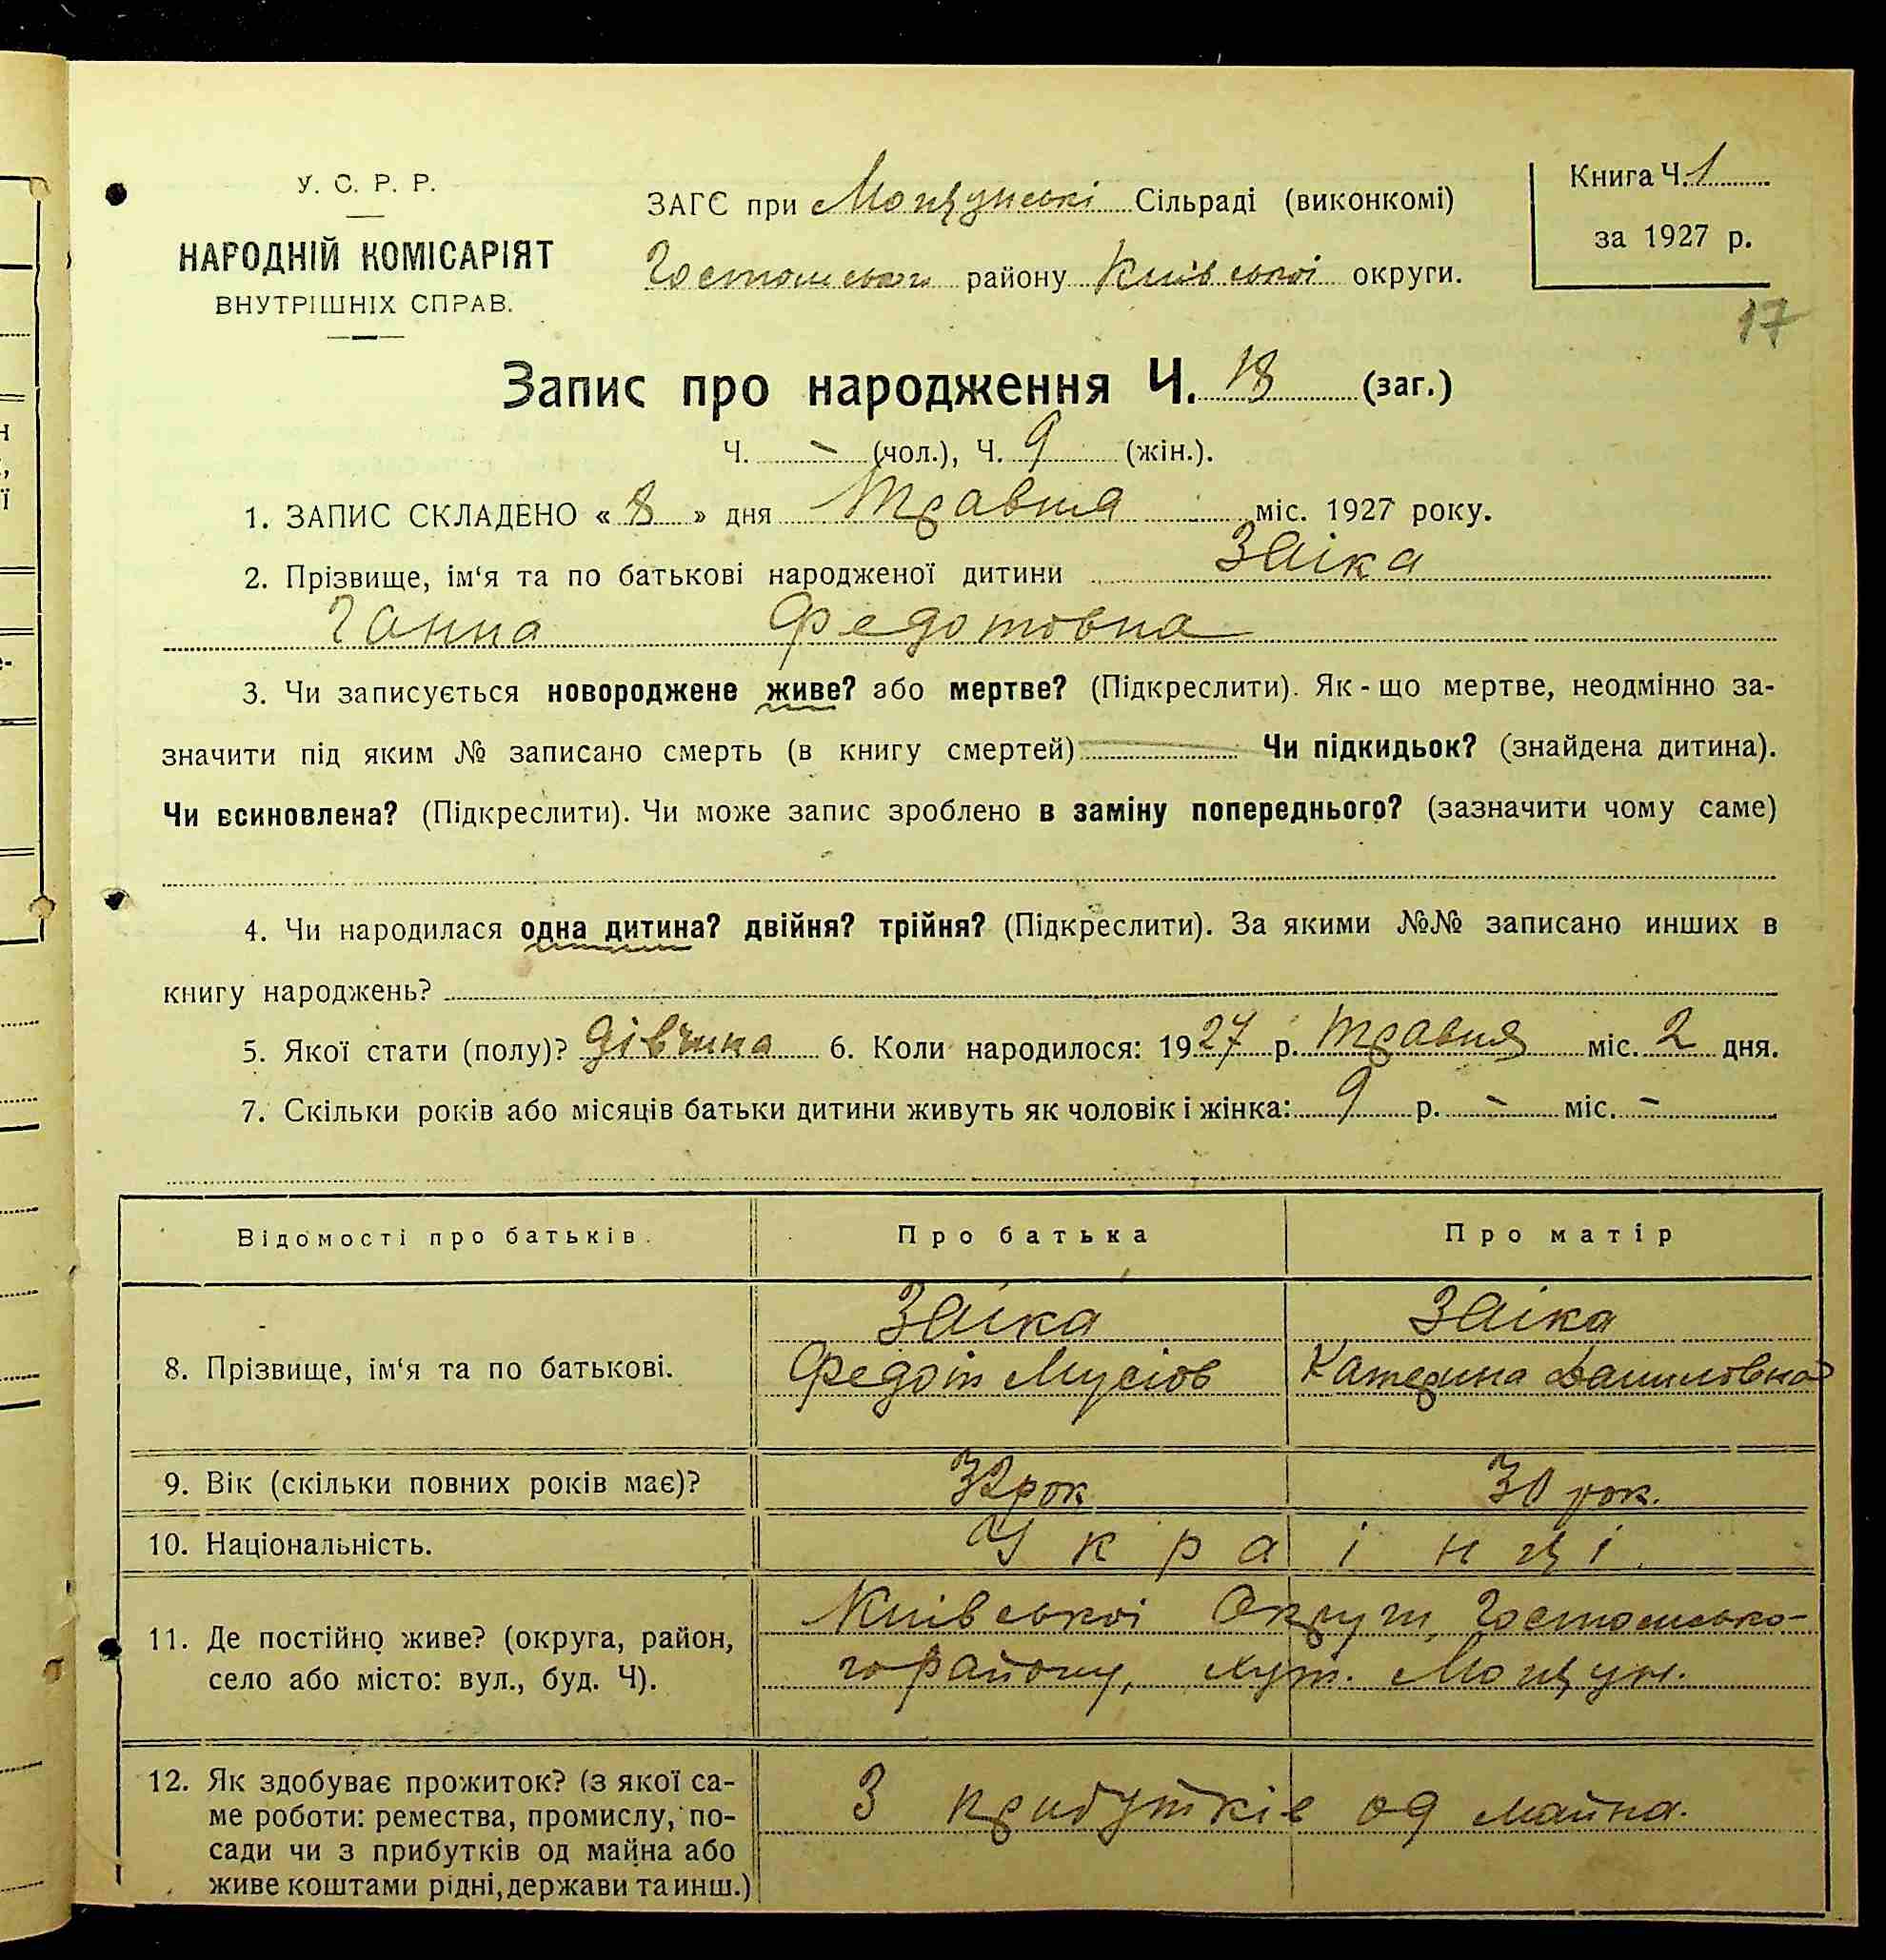 У. С. Р. Р.
НАРОДНІЙ КОМІСАРІЯТ
ВНУТРІШНІХ СПРАВ.
ЗАГС при Мощунські Сільраді (виконкомі)
Гостомського району Київської округи.
Книга Ч. 1
за 1927 р.
17
Запис про народження Ч. 18 (заг.)
Ч. - (чол.), Ч. 9 (жін.).
1. ЗАПИС СКЛАДЕНО « 8 » дня Травня міс. 1927 року.
2. Прізвище, ім‘я та по батькові народженої дитини Заіка
Ганна Федотовна
3. Чи записується новороджене живе? або мертве? (Підкреслити). Як-що мертве, неодмінно за-
значити під яким № записано смерть (в книгу смертей) Чи підкидьок? (знайдена дитина).
Чи всиновлена? (Підкреслити). Чи може запис зроблено в заміну попереднього? (зазначити чому саме)
4. Чи народилася одна дитина? двійня? трійня? (Підкреслити). За якими №№ записано инших в
книгу народжень?
5. Якої стати (полу)? дівчина 6. Коли народилося: 1927 р. Травня міс. 2 дня.
7. Скільки років або місяців батьки дитини живуть як чоловік і жінка: 9 р. - міс. -
Відомості про батьків. Про батька Про матір
Заіка Заіка
8. Прізвище, ім‘я та по батькові. Федот Мусіов Катерина Даниловна
9. Вік (скільки повних років має)? 32 рок 30 рок.
10. Національність. Украінці.
11. Де постійно живе? (округа, район,
село або місто: вул., буд. Ч).
Київськоі Округи, Гостомсько-
го району, хут. Мощун.
12. Як здобуває прожиток? (з якої са-
ме роботи: ремества, промислу, по-
сади чи з прибутків од майна або
живе коштами рідні, держави та инш.)
З прибутків од майна.